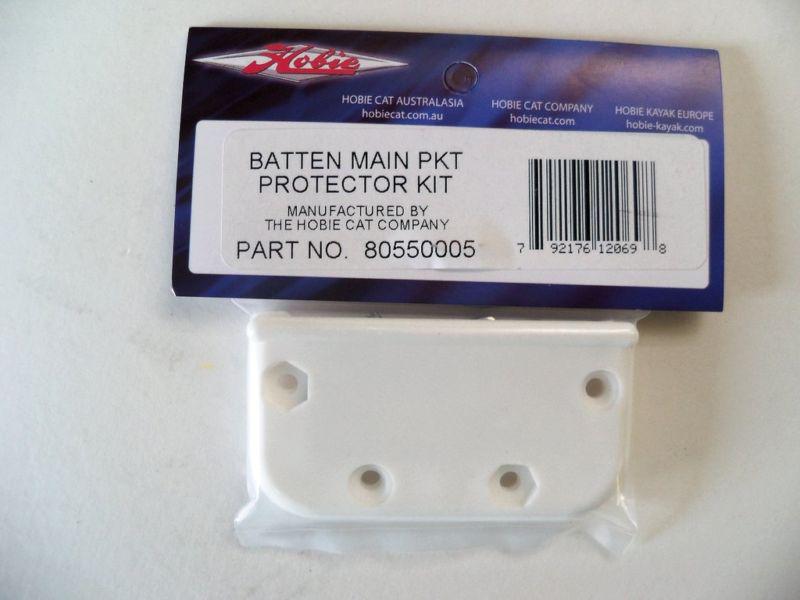 Hobie
HOBIE CAT AUSTRALASIA
hobiecat.com.au
HOBIE CAT COMPANY
hobiecat.com
HOBIE KAYAK EUROPE
hobie-kayak.com
BATTEN MAIN PKT
PROTECTOR KIT
MANUFACTURED BY
THE HOBIE CAT COMPANY
PART NO. 80550005
7 92176 12069 8